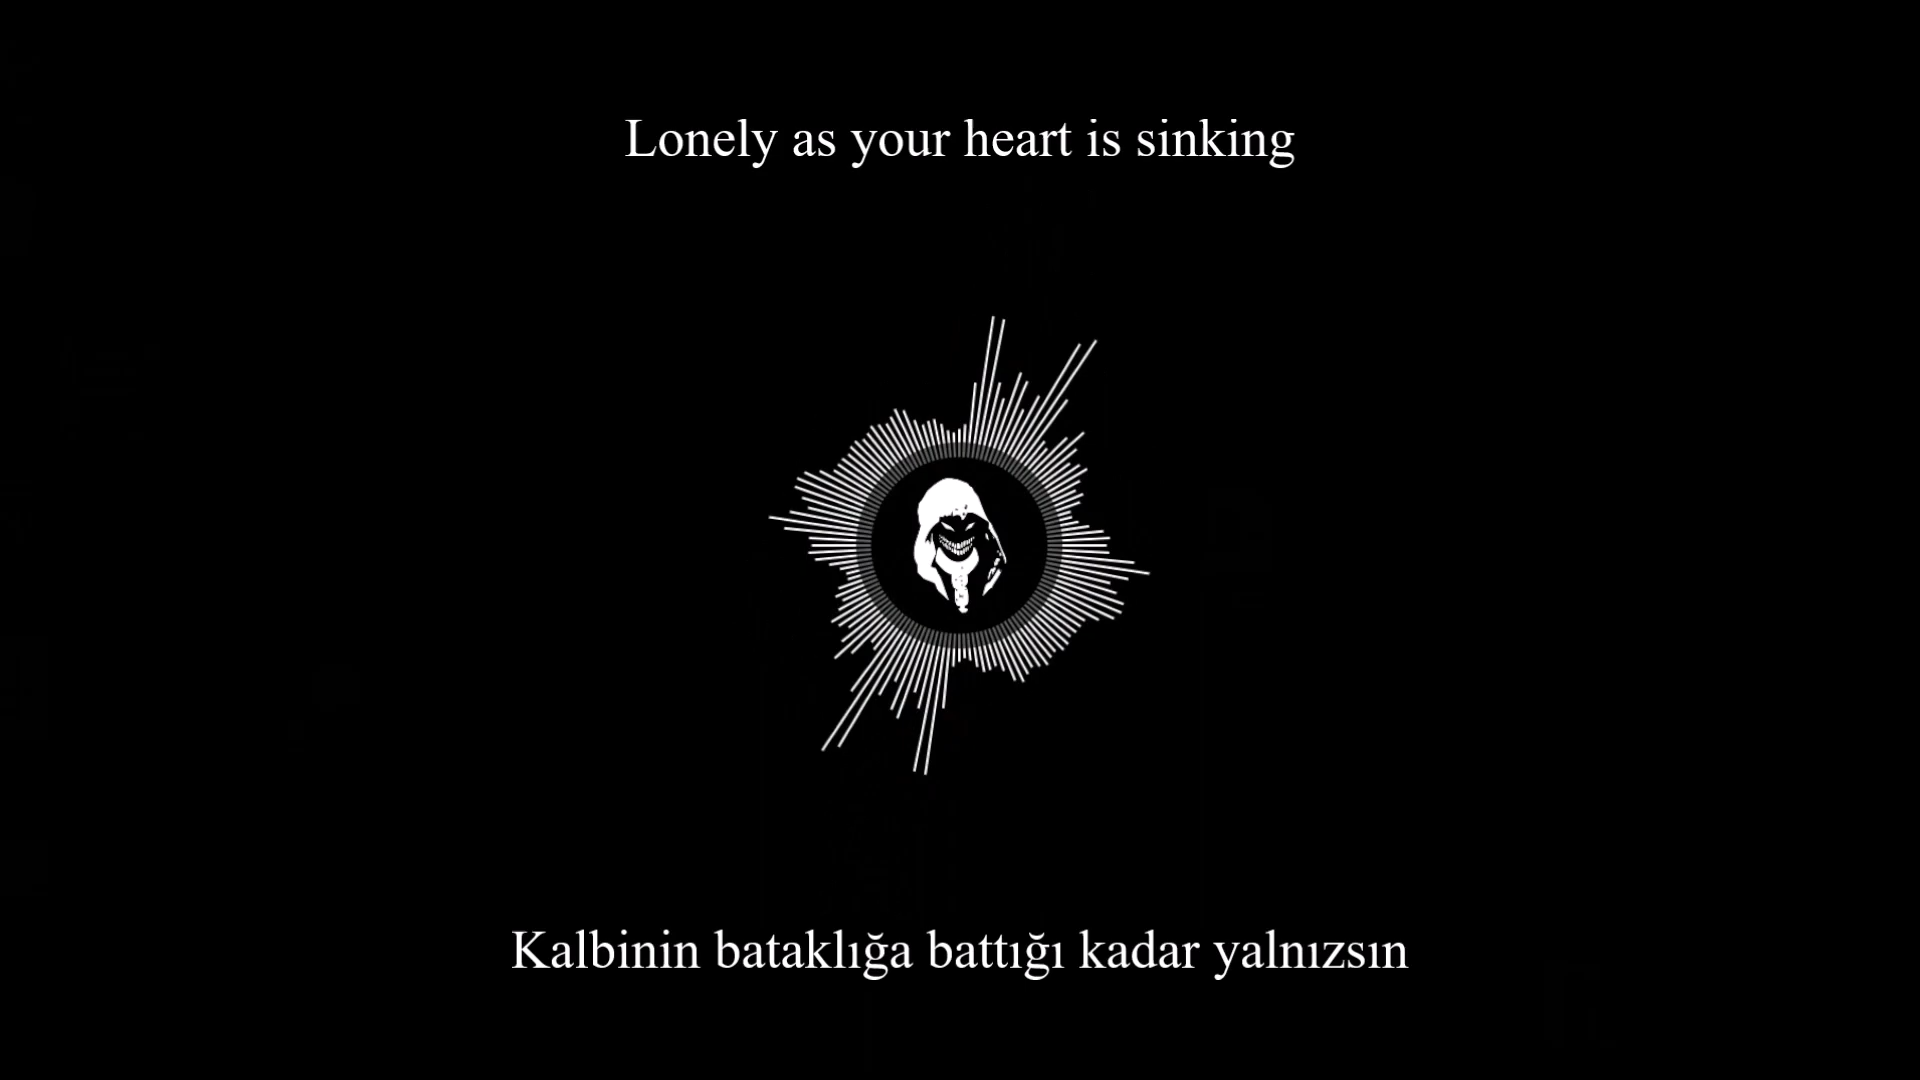 Lonely as your heart is sinking
Kalbinin bataklığa battığı kadar yalnızsın